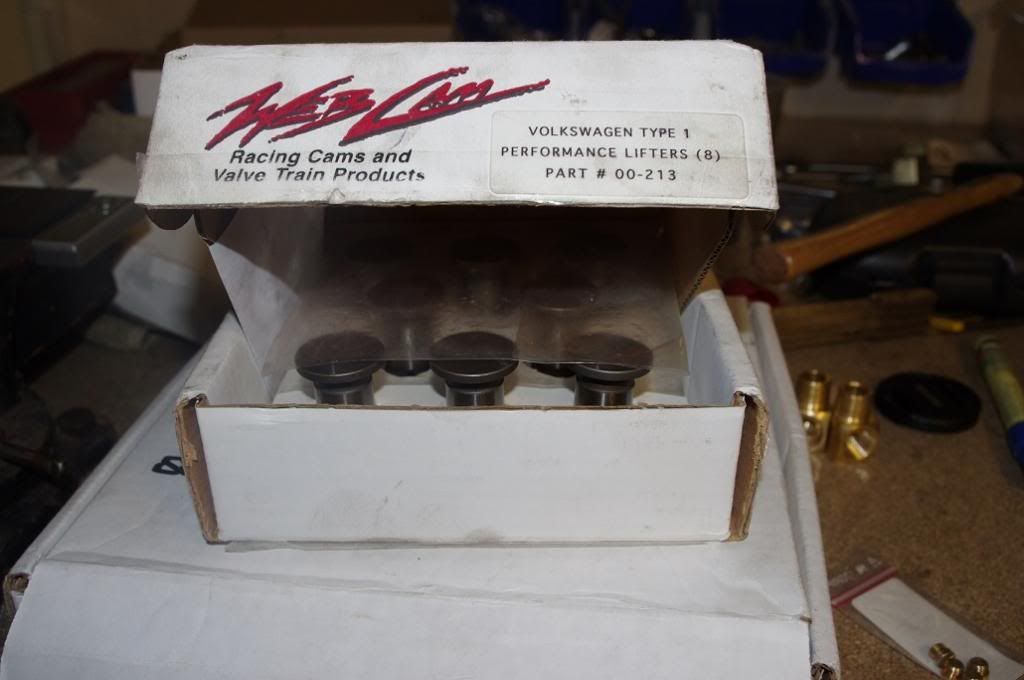 WEB CAM
Racing Cams and
Valve Train Products
VOLKSWAGEN TYPE 1
PERFORMANCE LIFTERS (8)
PART # 00-213